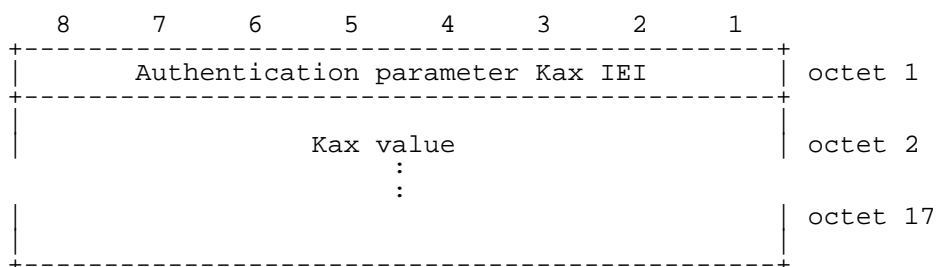 8 7 6 5 4 3 2 1
Authentication parameter Kax IEI octet 1
Kax value octet 2
:
:
octet 17